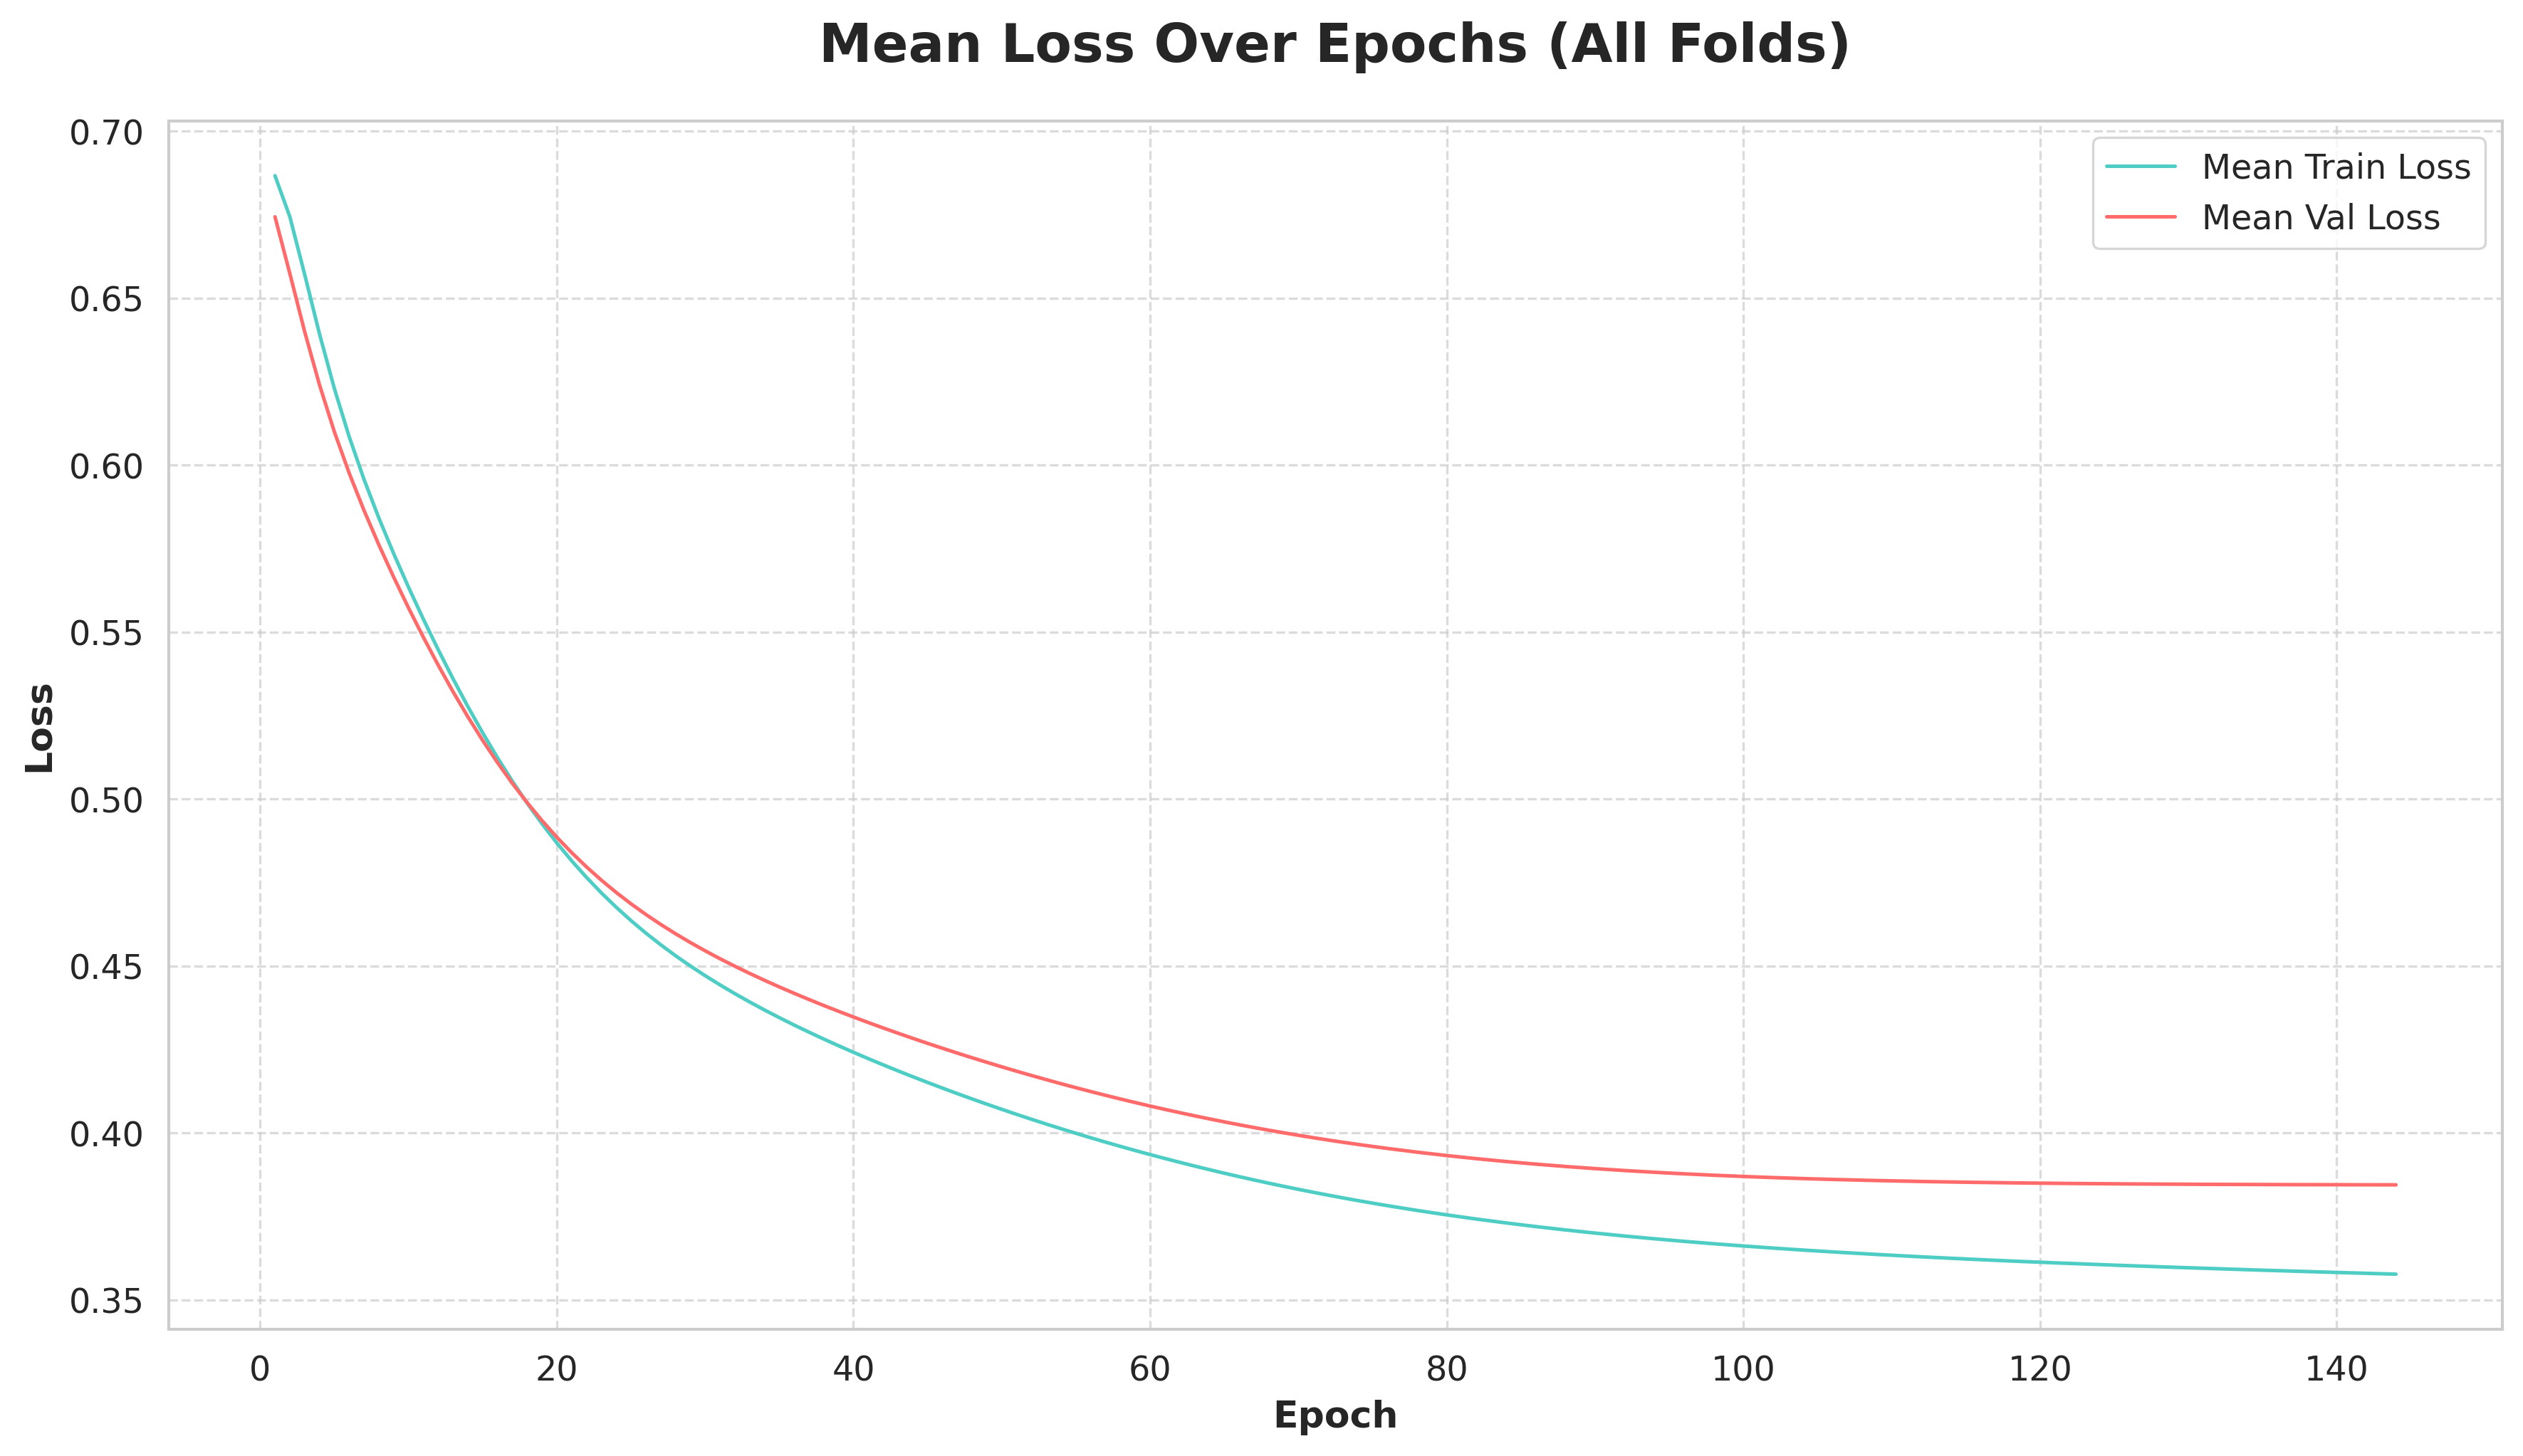 Mean Loss Over Epochs (All Folds)
0.70
0.65
0.60
0.55
0.50
0.45
0.40
0.35
Loss
Mean Train Loss
Mean Val Loss
0 20 40 60 80 100 120 140
Epoch